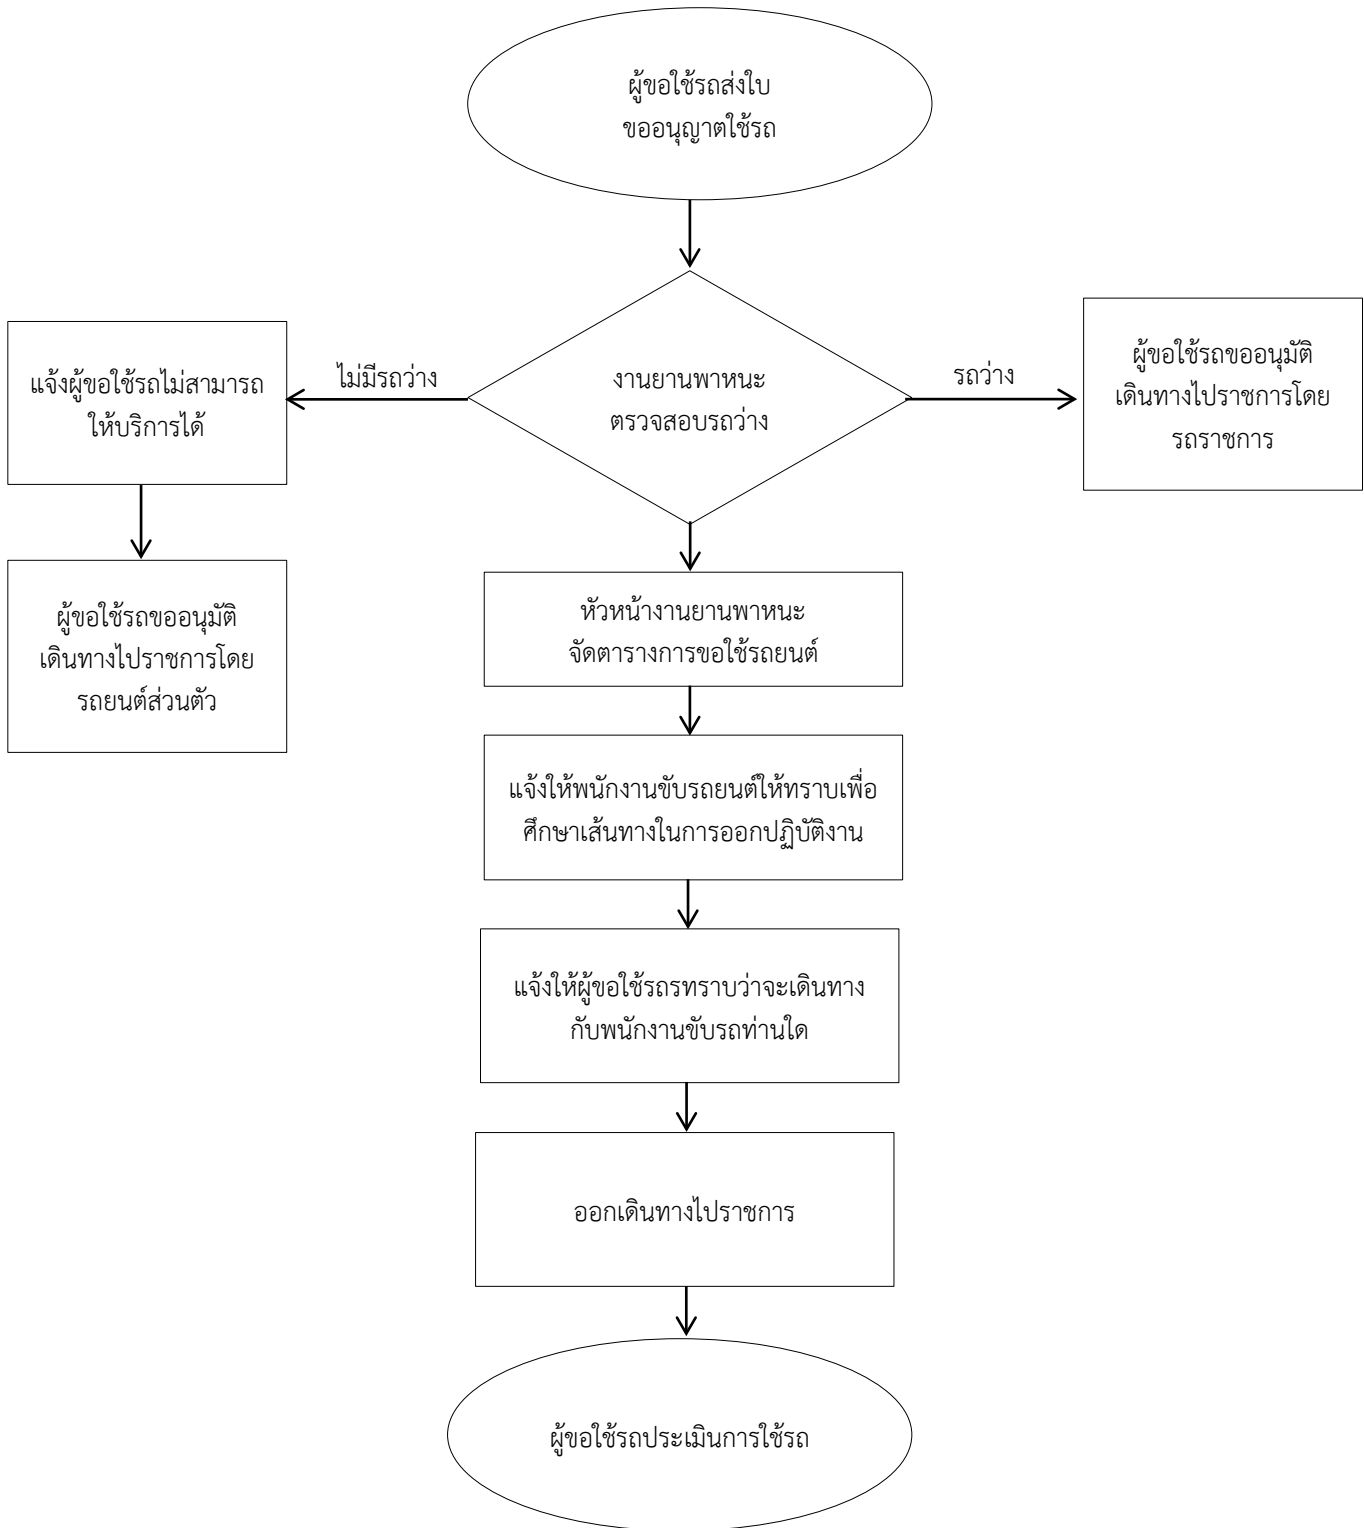 ผู้ขอใช้รถส่งใบ
ขออนุญาตใช้รถ
แจ้งผู้ขอใช้รถไม่สามารถ
ให้บริการได้
ไม่มีรถว่าง
งานยานพาหนะ
ตรวจสอบรถว่าง
รถว่าง
ผู้ขอใช้รถขออนุมัติ
เดินทางไปราชการโดย
รถราชการ
ผู้ขอใช้รถขออนุมัติ
เดินทางไปราชการโดย
รถยนต์ส่วนตัว
หัวหน้างานยานพาหนะ
จัดตารางการขอใช้รถยนต์
แจ้งให้พนักงานขับรถยนต์ให้ทราบเพื่อ
ศึกษาเส้นทางในการออกปฏิบัติงาน
แจ้งให้ผู้ขอใช้รถรทราบว่าจะเดินทาง
กับพนักงานขับรถท่านใด
ออกเดินทางไปราชการ
ผู้ขอใช้รถประเมินการใช้รถ